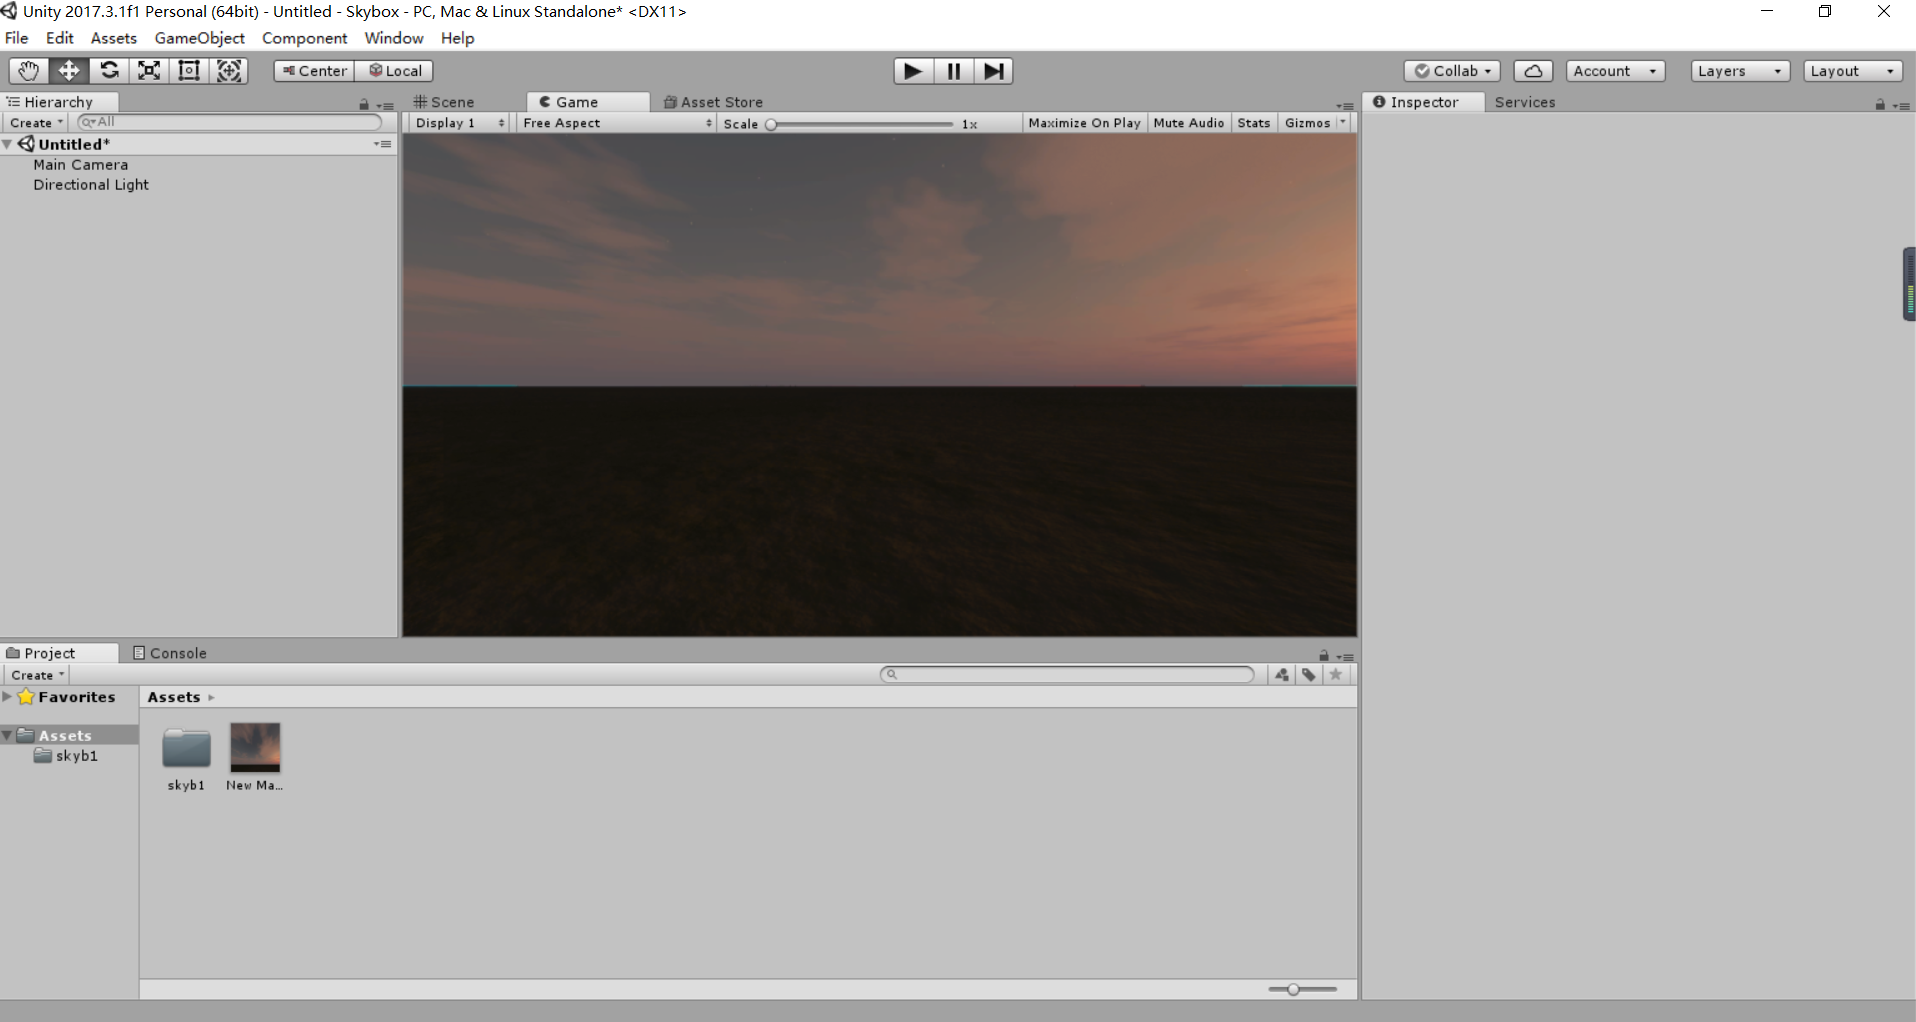 Unity 2017.3.1f1 Personal (64bit) - Untitled - Skybox - PC, Mac & Linux Standalone* <DX11>
File Edit Assets GameObject Component Window Help
Center Local Collab Account Layers Layout
Hierarchy Scene Game Asset Store Inspector Services
Create All Display 1 Free Aspect Scale 1x Maximize On Play Mute Audio Stats Gizmos
Untitled*
Main Camera
Directional Light
Project Console
Create
Favorites Assets
Assets
skyb1
skyb1 New Ma...